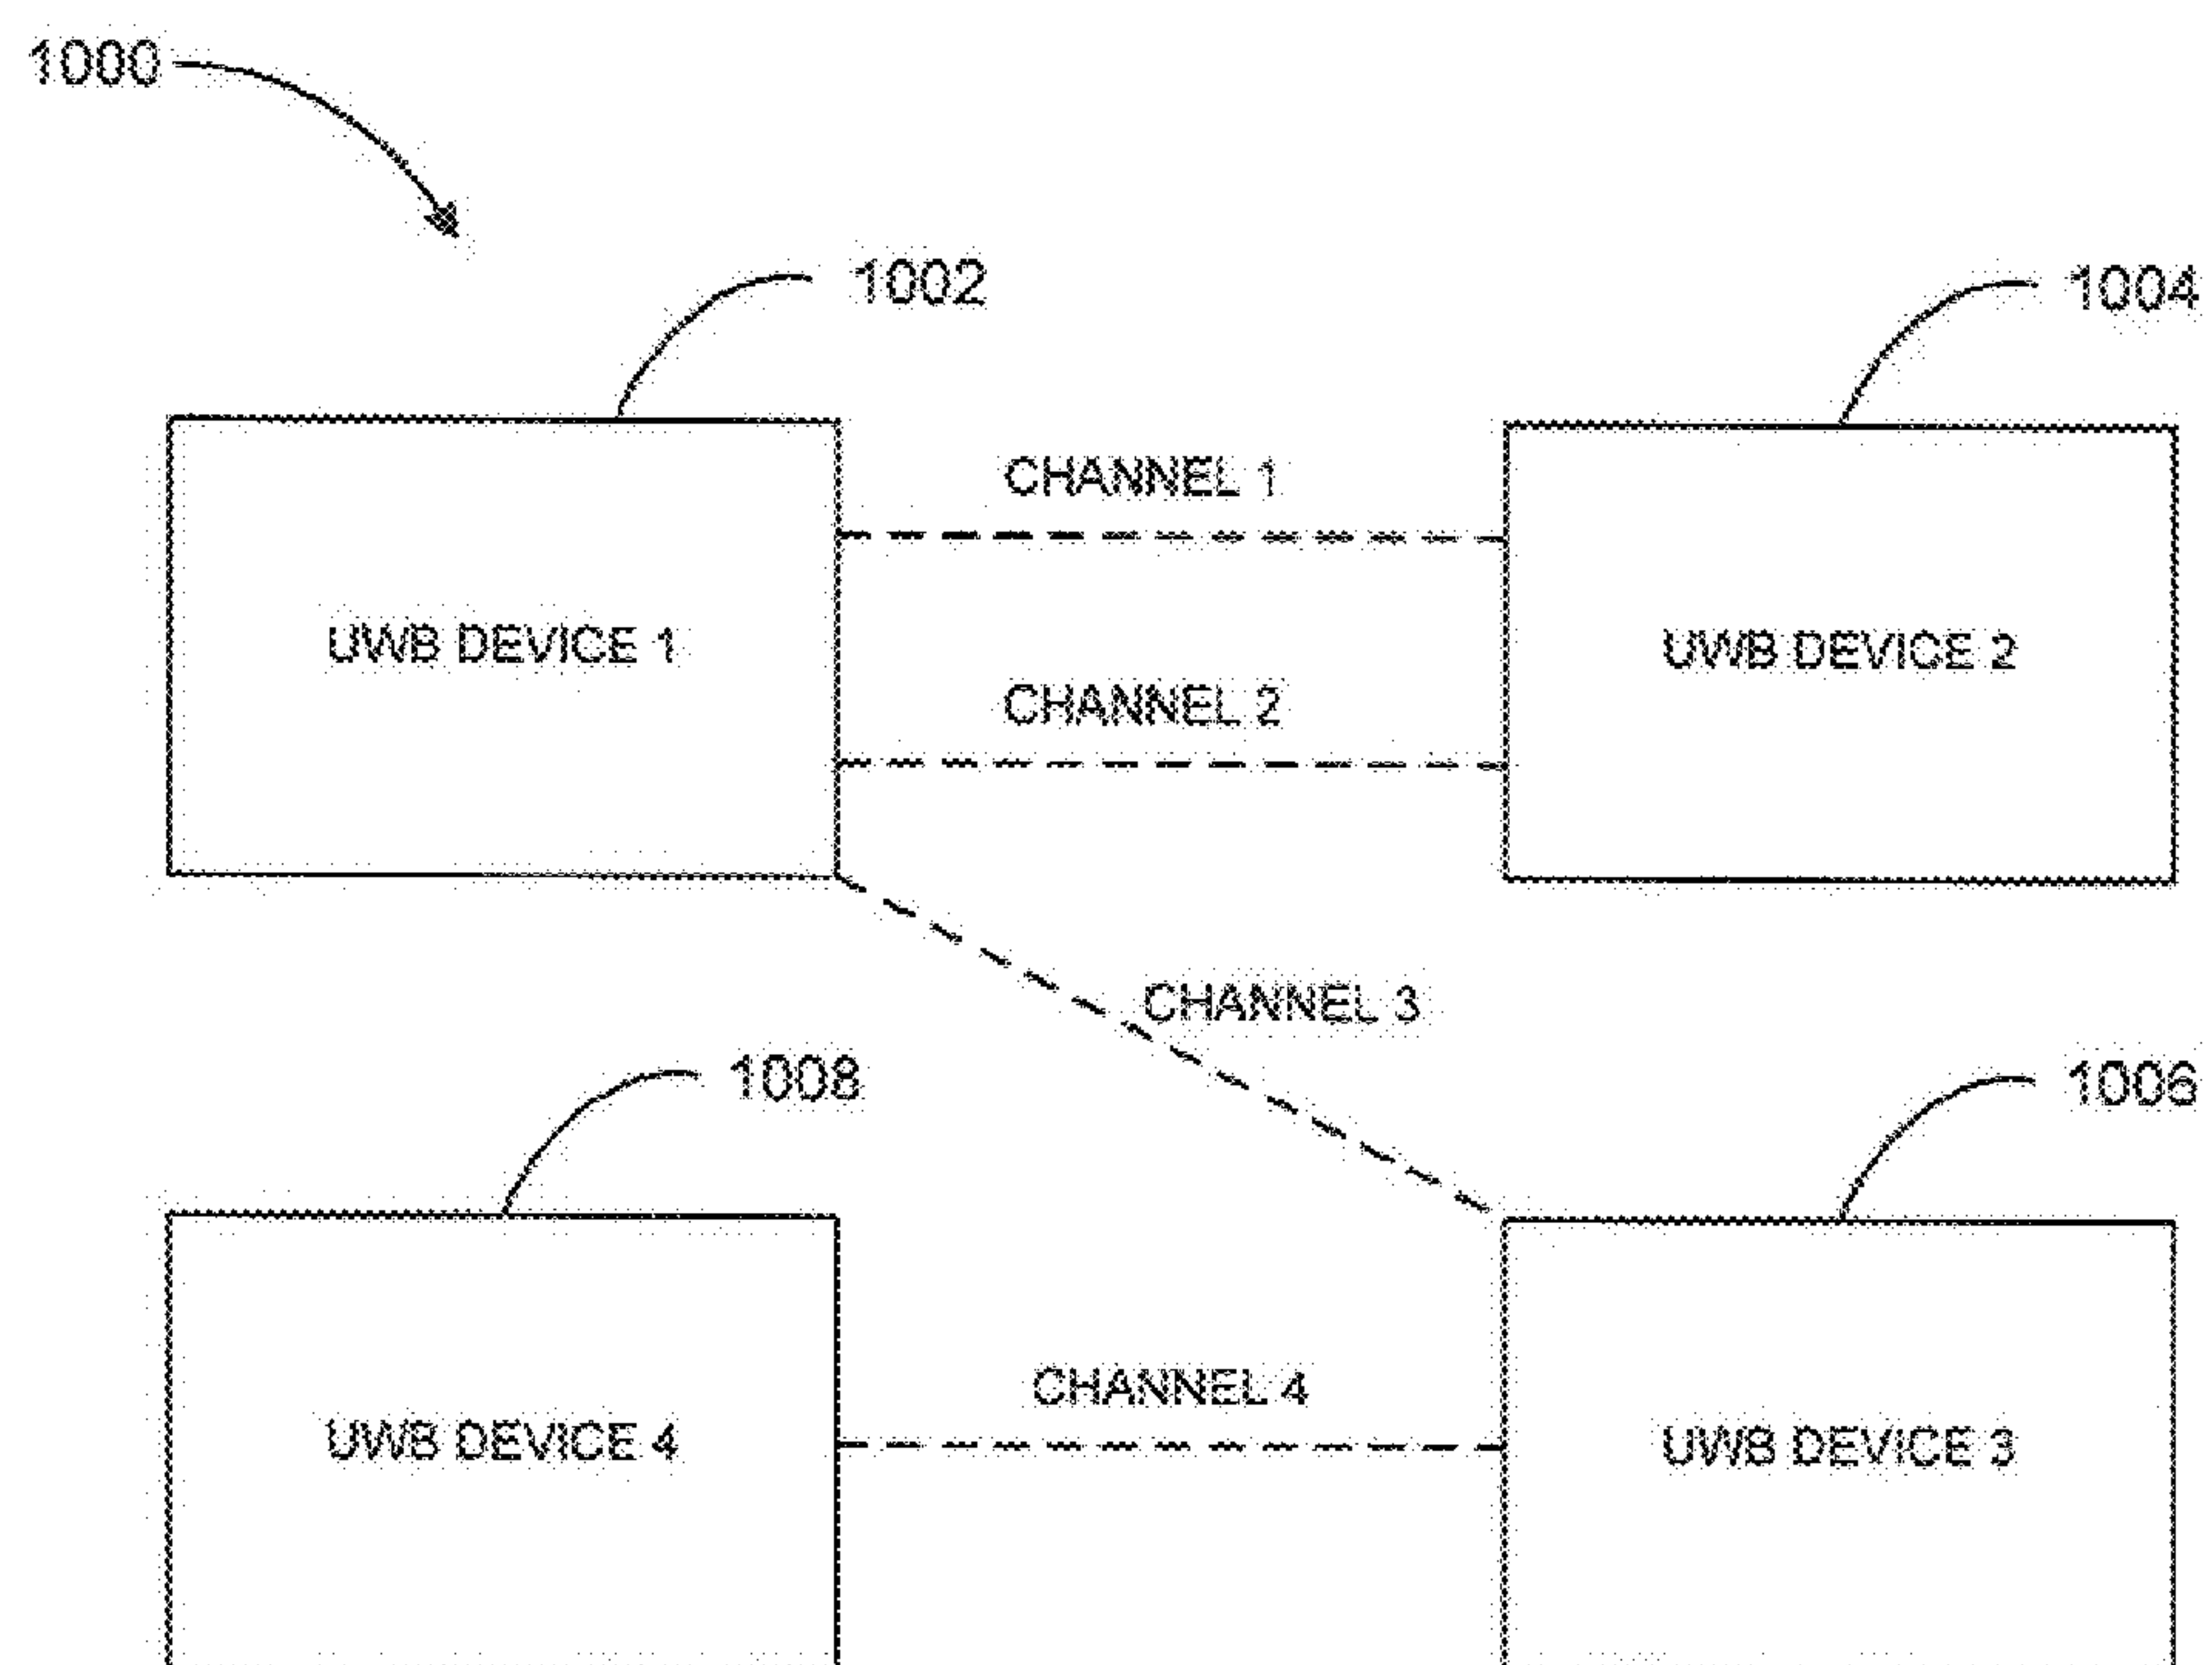 1000
1002
1004
CHANNEL 1
UWB DEVICE 1
UWB DEVICE 2
CHANNEL 2
CHANNEL 3
1008
1006
CHANNEL 4
UWB DEVICE 4
UWB DEVICE 3